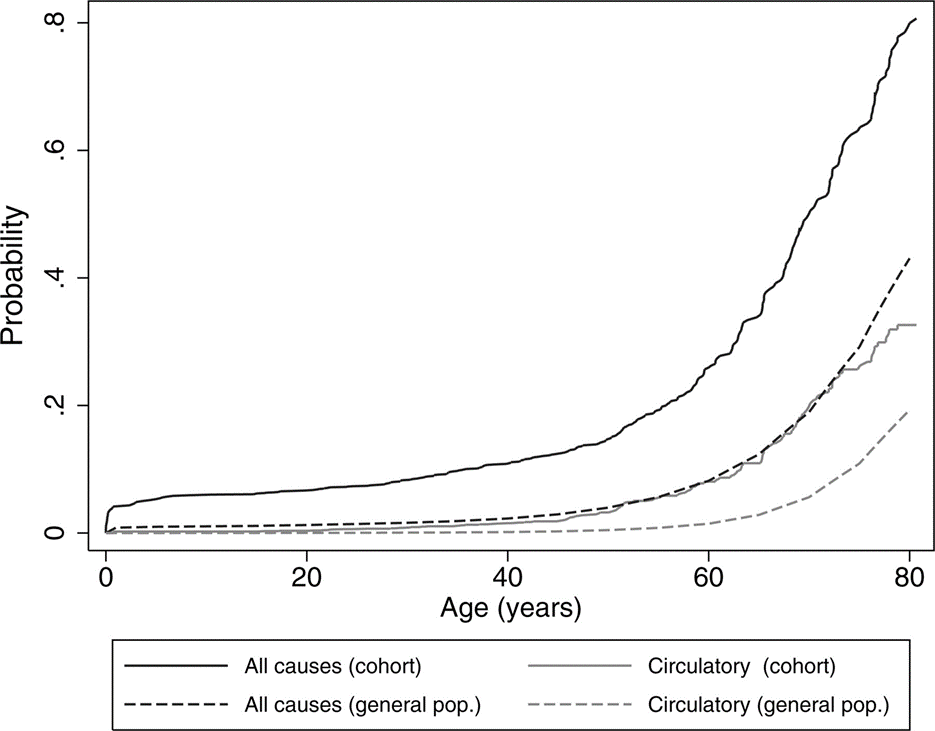 .8
.6
.4
.2
0
Probability
0 20 40 60 80
Age (years)
All causes (cohort) Circulatory (cohort)
All causes (general pop.) Circulatory (general pop.)